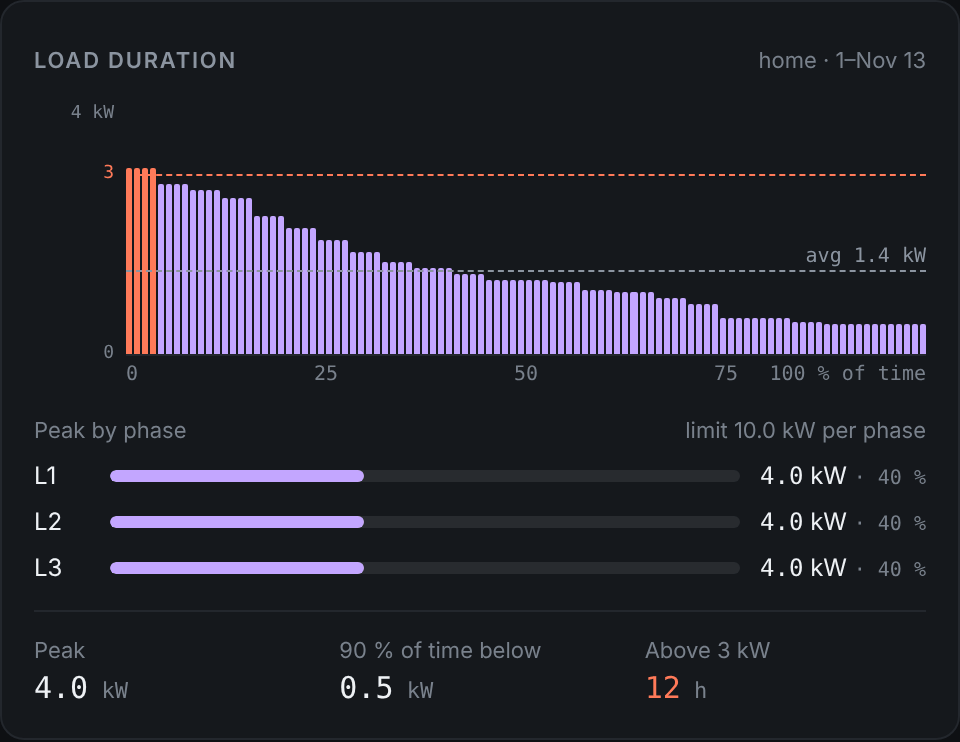 LOAD DURATION
home · 1–Nov 13
4 kW
3
avg 1.4 kW
0
0 25 50 75 100 % of time
Peak by phase
limit 10.0 kW per phase
L1 4.0 kW · 40 %
L2 4.0 kW · 40 %
L3 4.0 kW · 40 %
Peak 90 % of time below Above 3 kW
4.0 kW 0.5 kW 12 h